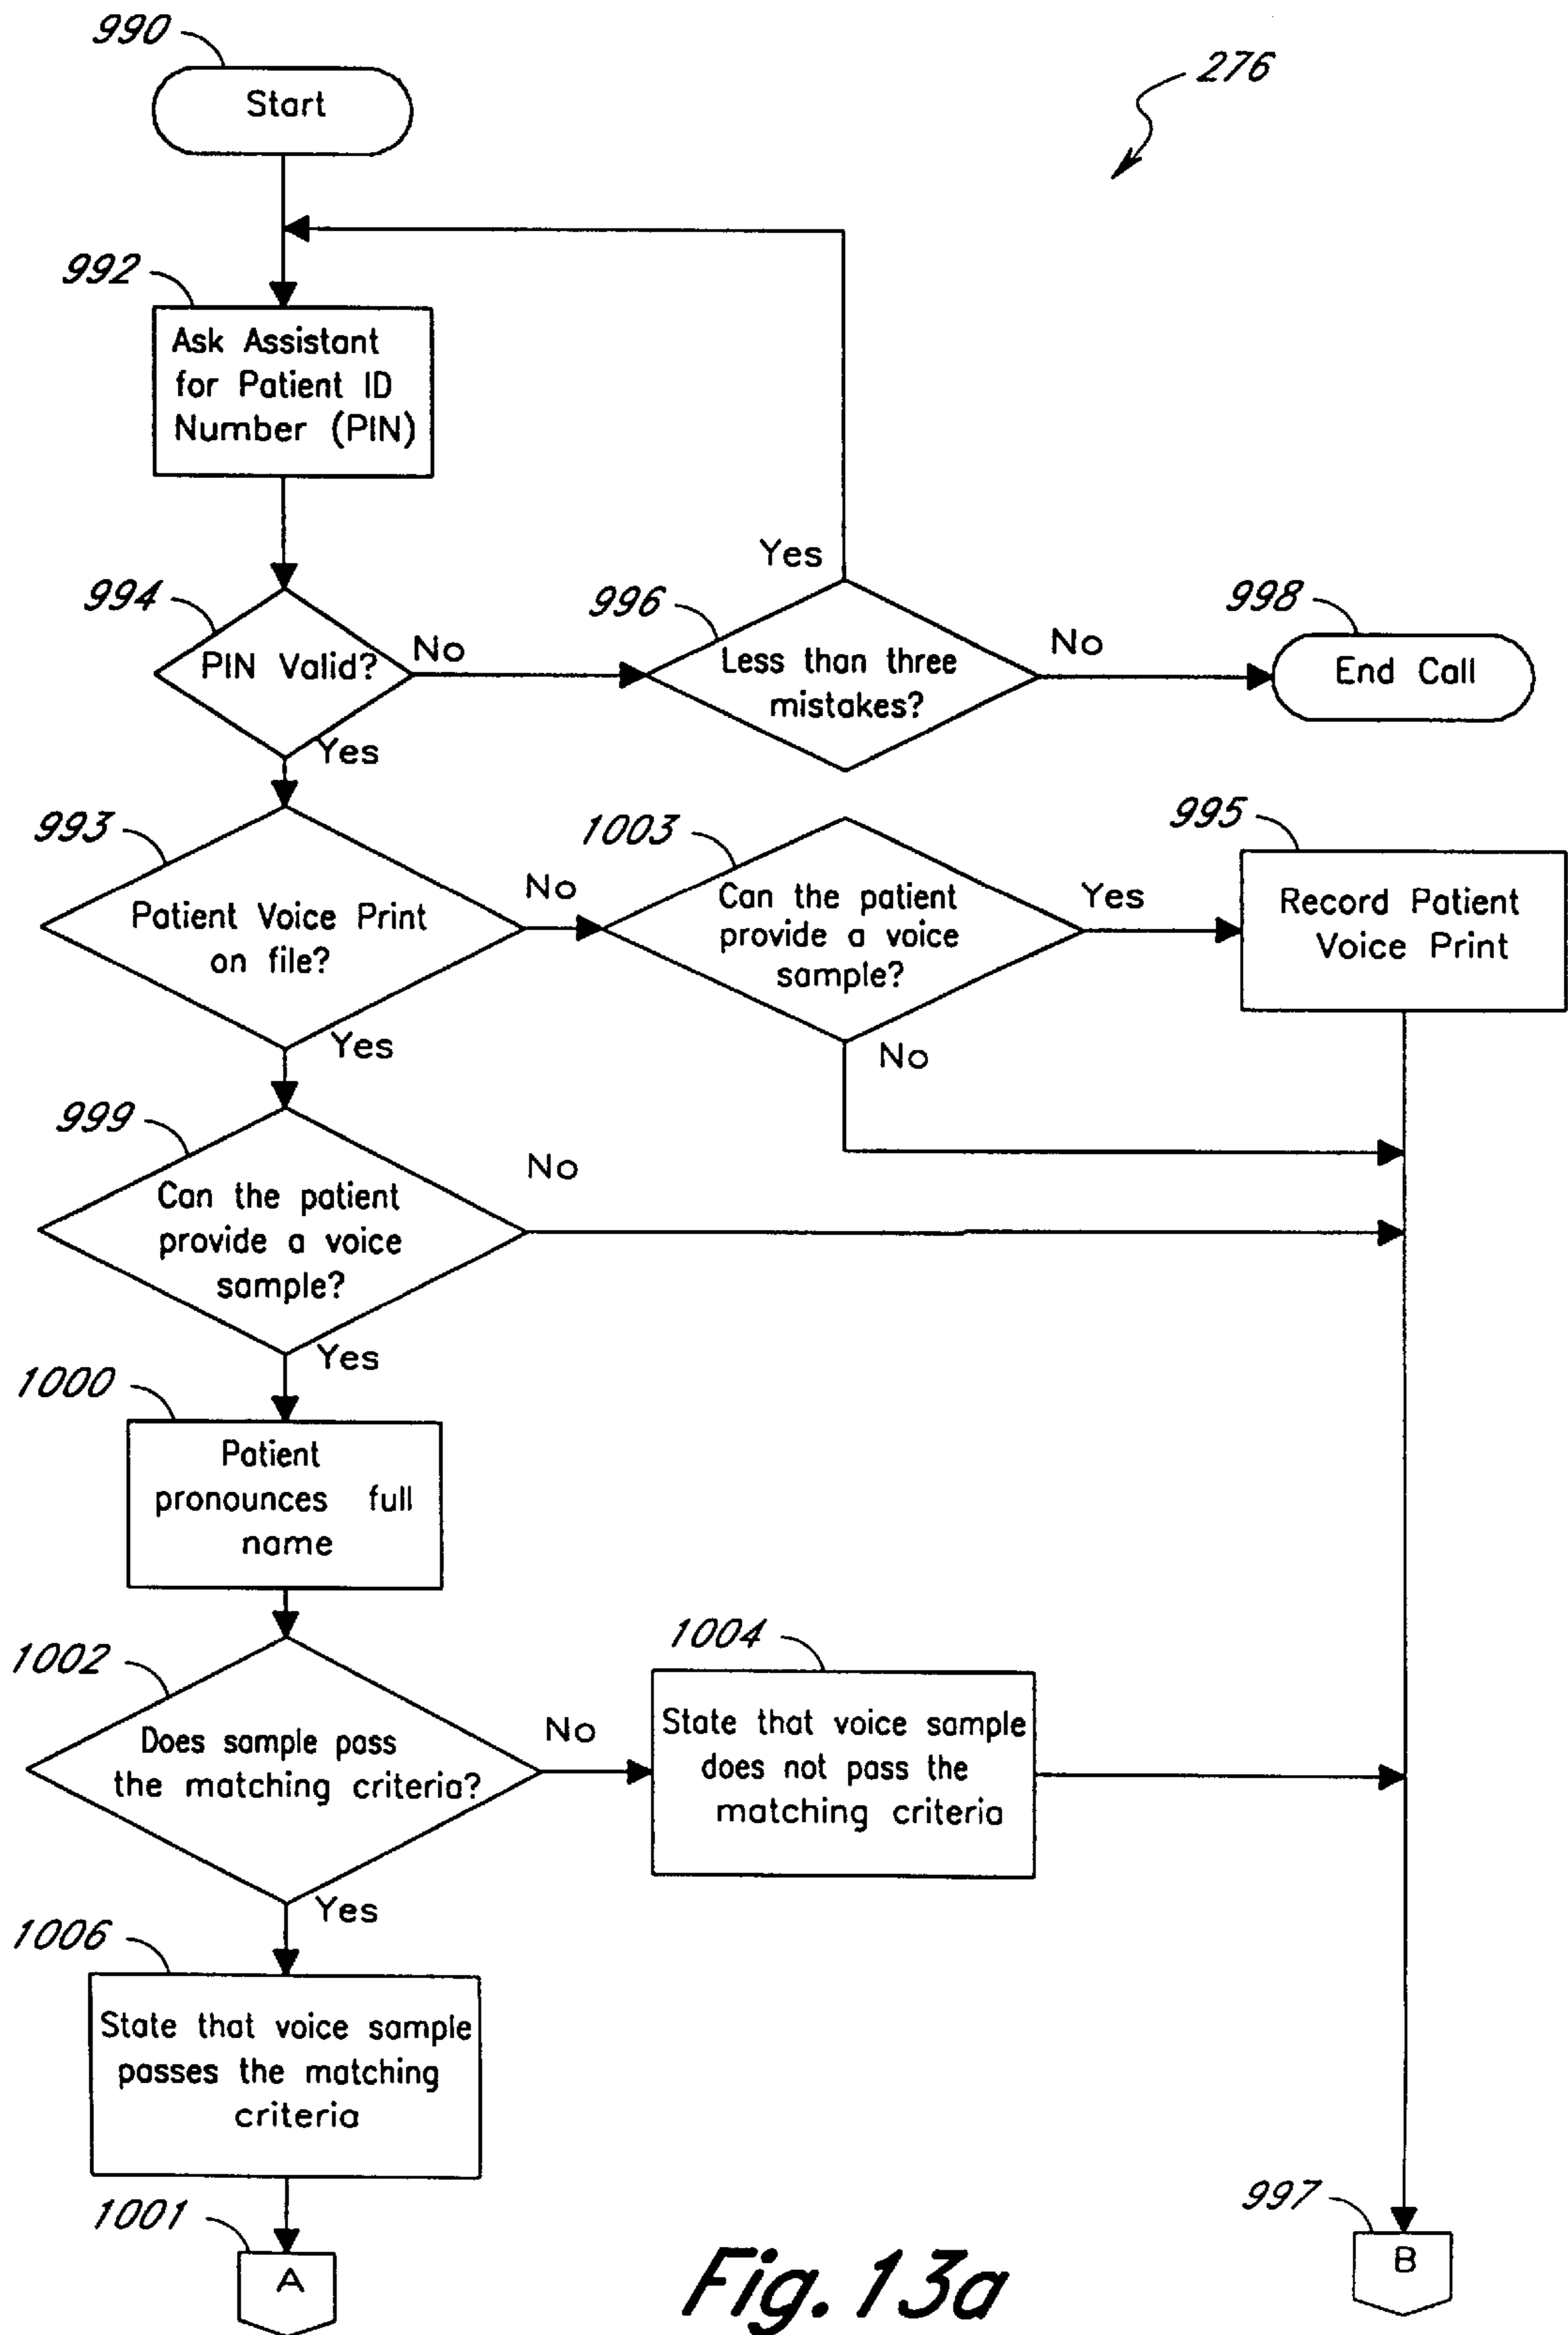 990
Start
276
992
Ask Assistant
for Patient ID
Number (PIN)
Yes
994
PIN Valid?
No
996
Less than three
mistakes?
No
998
End Call
Yes
993
Patient Voice Print
on file?
No
1003
Can the patient
provide a voice
sample?
Yes
995
Record Patient
Voice Print
Yes
No
999
Can the patient
provide a voice
sample?
No
Yes
1000
Patient
pronounces full
name
1002
Does sample pass
the matching criteria?
No
1004
State that voice sample
does not pass the
matching criteria
Yes
1006
State that voice sample
passes the matching
criteria
1001
A
997
B
Fig. 13a